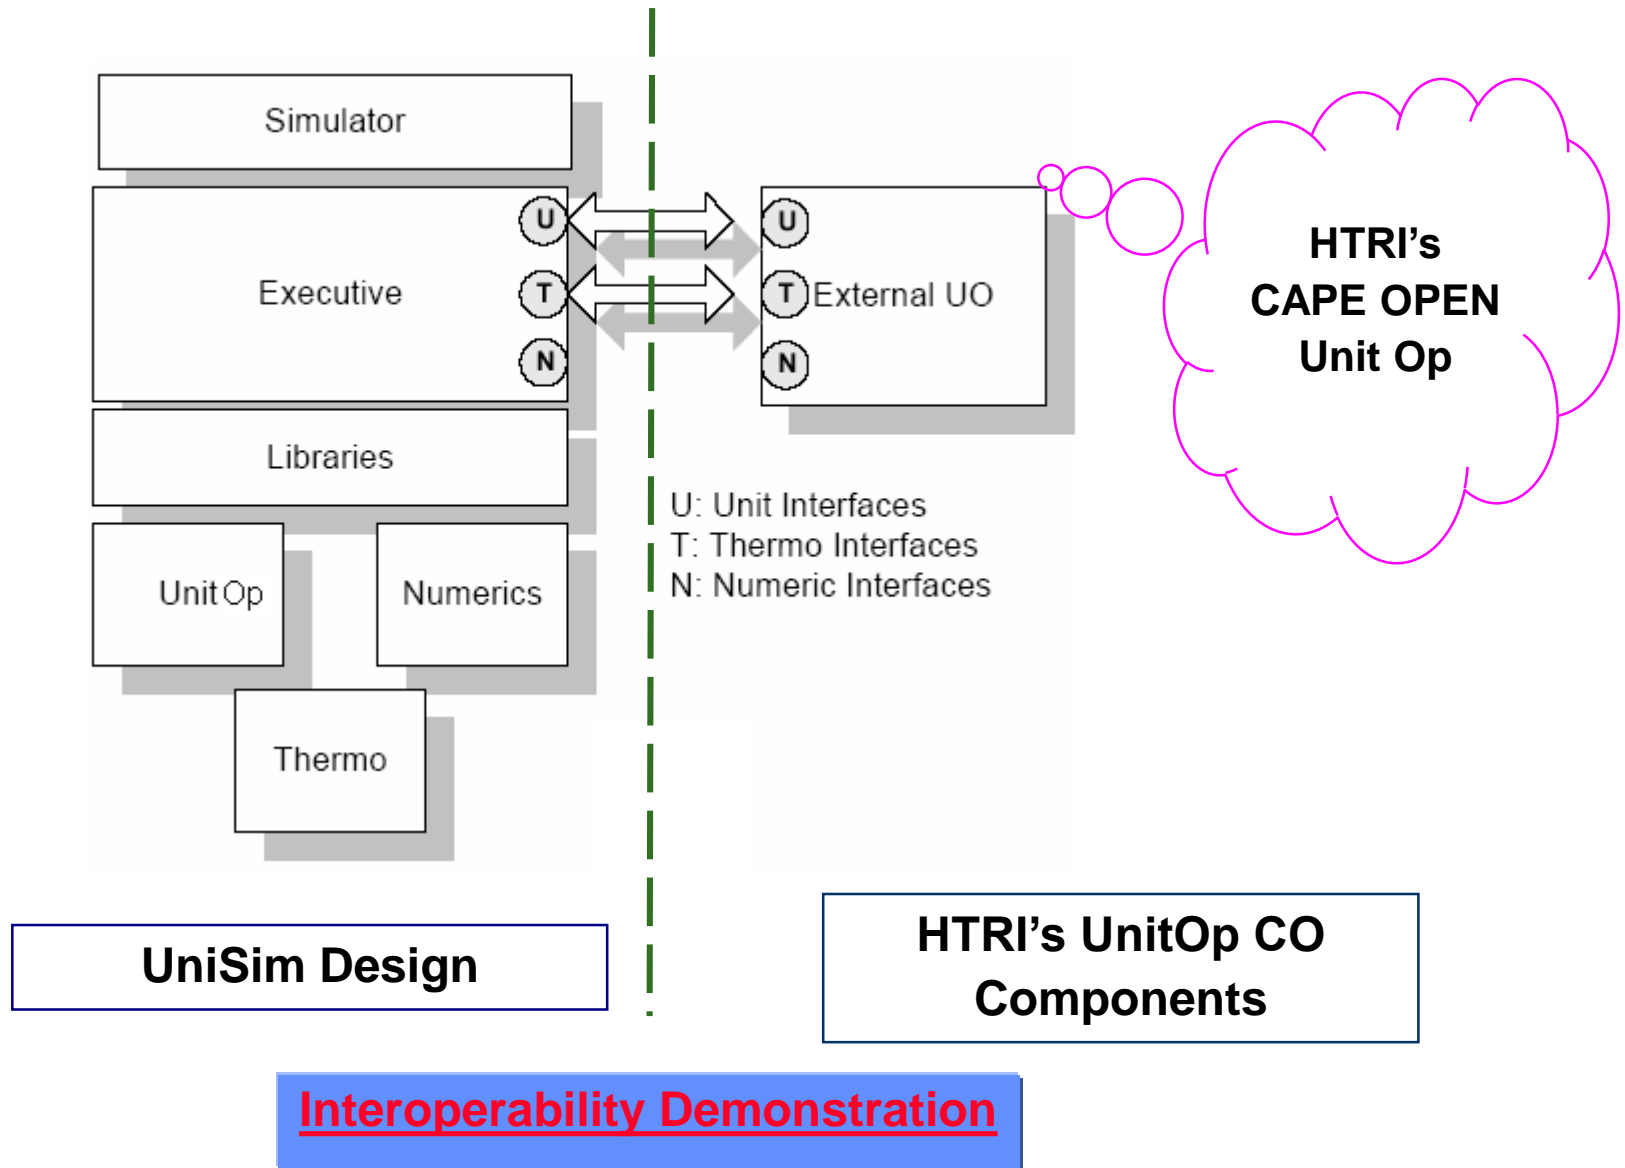 Simulator
Executive
U
T
N
U
T
N
External UO
HTRI's
CAPE OPEN
Unit Op
Libraries
Unit Op
Numerics
Thermo
U: Unit Interfaces
T: Thermo Interfaces
N: Numeric Interfaces
UniSim Design
HTRI’s UnitOp CO
Components
Interoperability Demonstration